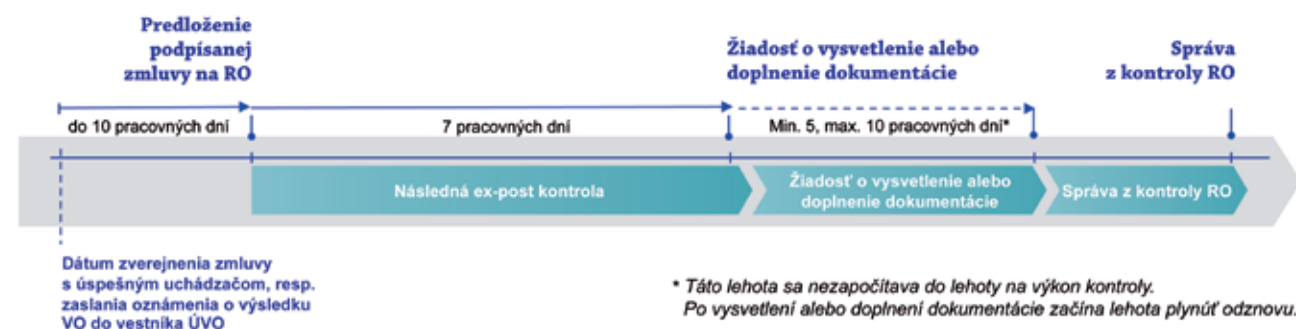 Predloženie
podpísanej
zmluvy na RO
Žiadosť o vysvetlenie alebo
doplnenie dokumentácie
Správa
z kontroly RO
do 10 pracovných dní
7 pracovných dní
Min. 5, max. 10 pracovných dní*
Následná ex-post kontrola
Žiadosť o vysvetlenie alebo
doplnenie dokumentácie
Správa z kontroly RO
Dátum zverejnenia zmluvy
s úspešným uchádzačom, resp.
zaslania oznámenia o výsledku
VO do vestníka ÚVO
* Táto lehota sa nezapočítava do lehoty na výkon kontroly.
Po vysvetlení alebo doplnení dokumentácie začína lehota plynúť odznovu.